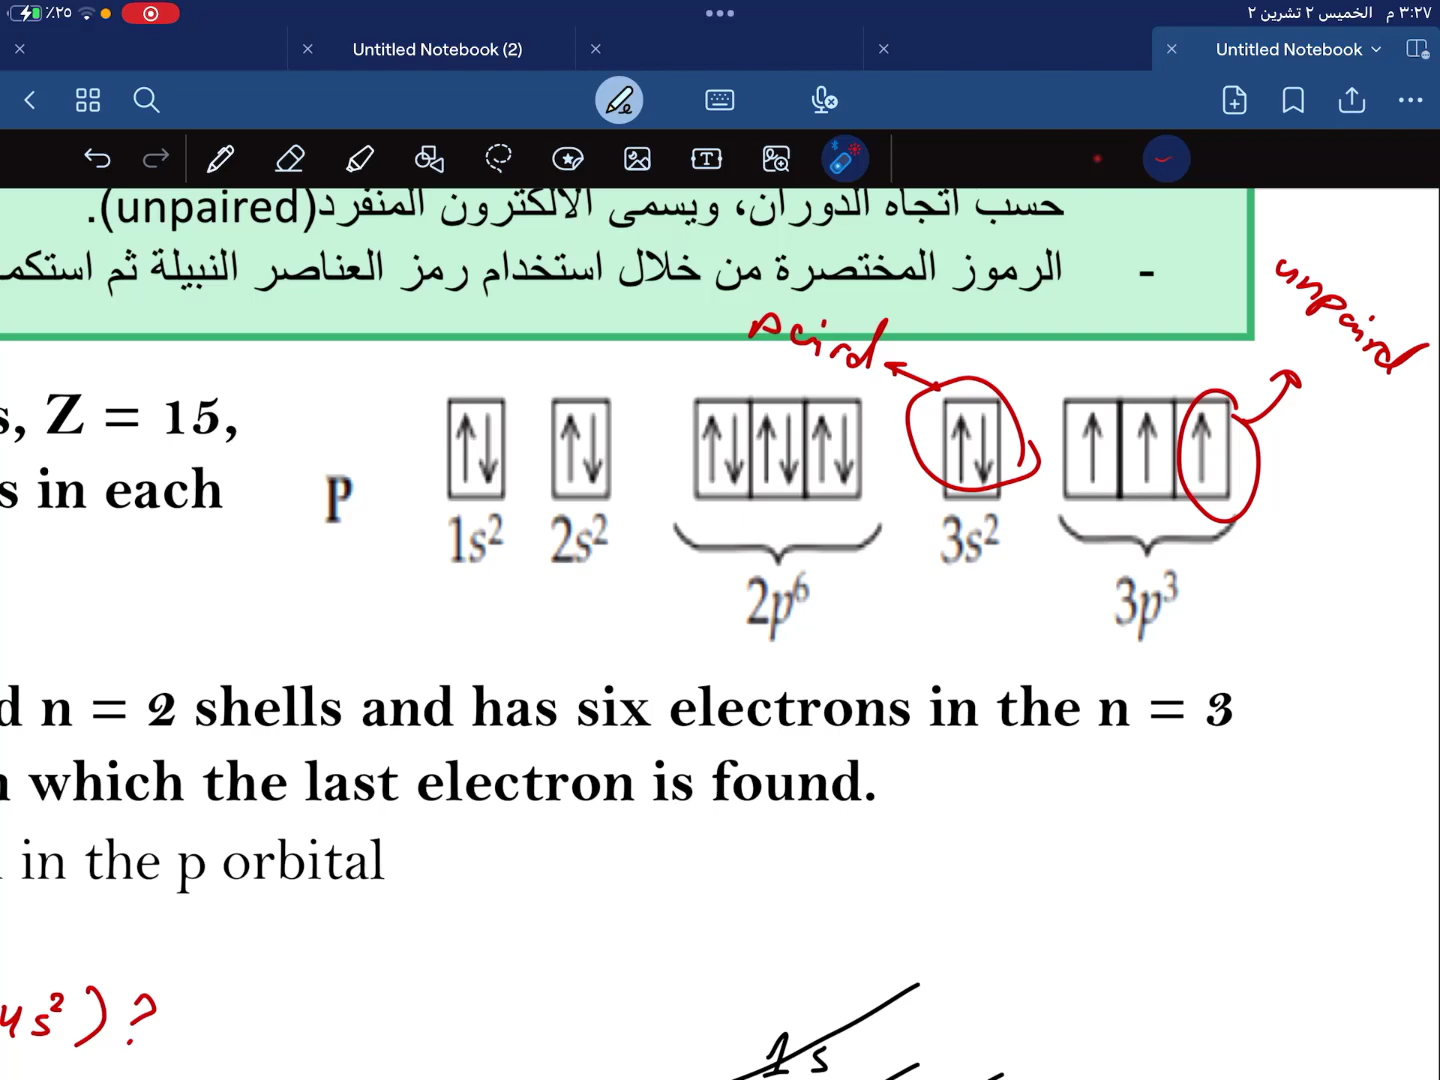 ٪٢٥
٣:٢٧ م الخميس ٢ تشرين ٢
Untitled Notebook (2)
Untitled Notebook
حسب اتجاه الدوران، ويسمى الالكترون المنفرد(unpaired).
- الرموز المختصرة من خلال استخدام رمز العناصر النبيلة ثم استكم
paird
unpaird
s, Z = 15,
s in each
P
1s² 2s² 2p⁶ 3s² 3p³
d n = 2 shells and has six electrons in the n = 3
n which the last electron is found.
in the p orbital
4s²) ?
1s